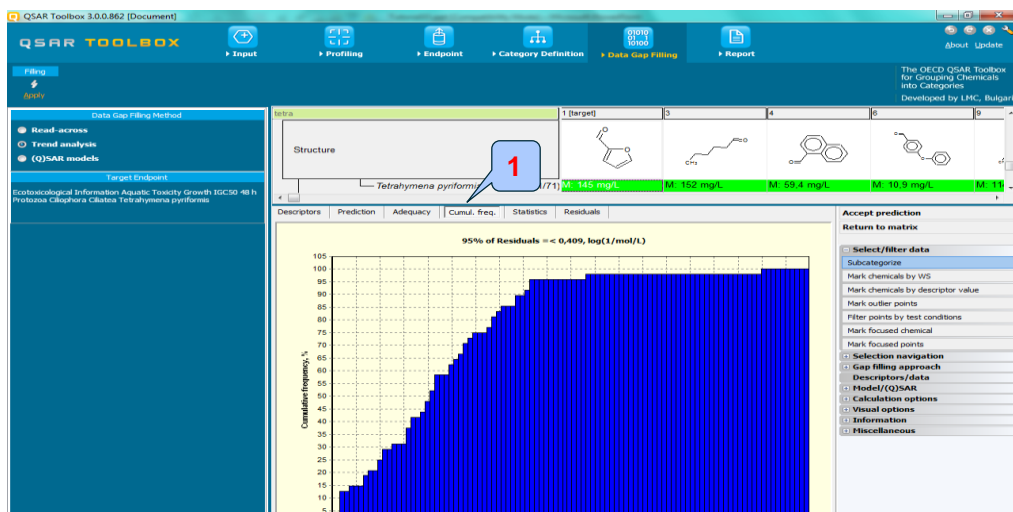 QSAR Toolbox 3.0.0.862 [Document]
QSAR TOOLBOX
Input
Profiling
Endpoint
Category Definition
01010
01 1
10100
Data Gap Filling
Report
About Update
Filling
Apply
The OECD QSAR Toolbox
for Grouping Chemicals
into Categories
Developed by LMC, Bulgari
Data Gap Filling Method
Read-across
Trend analysis
(Q)SAR models
Target Endpoint
Ecotoxicological Information Aquatic Toxicity Growth IGC50 48 h
Protozoa Ciliophora Ciliatea Tetrahymena pyriformis
tetra
1 [target] 3 4 6 9
Structure
1
Tetrahymena pyriformis /71)
M: 145 mg/L M: 152 mg/L M: 59,4 mg/L M: 10,9 mg/L M: 11
Descriptors Prediction Adequacy Cumul. freq. Statistics Residuals
95% of Residuals =< 0,409, log(1/mol/L)
Cumulative frequency, %
105
100
95
90
85
80
75
70
65
60
55
50
45
40
35
30
25
20
15
10
5
Accept prediction
Return to matrix
Select/filter data
Subcategorize
Mark chemicals by WS
Mark chemicals by descriptor value
Mark outlier points
Filter points by test conditions
Mark focused chemical
Mark focused points
Selection navigation
Gap filling approach
Descriptors/data
Model/(Q)SAR
Calculation options
Visual options
Information
Miscellaneous